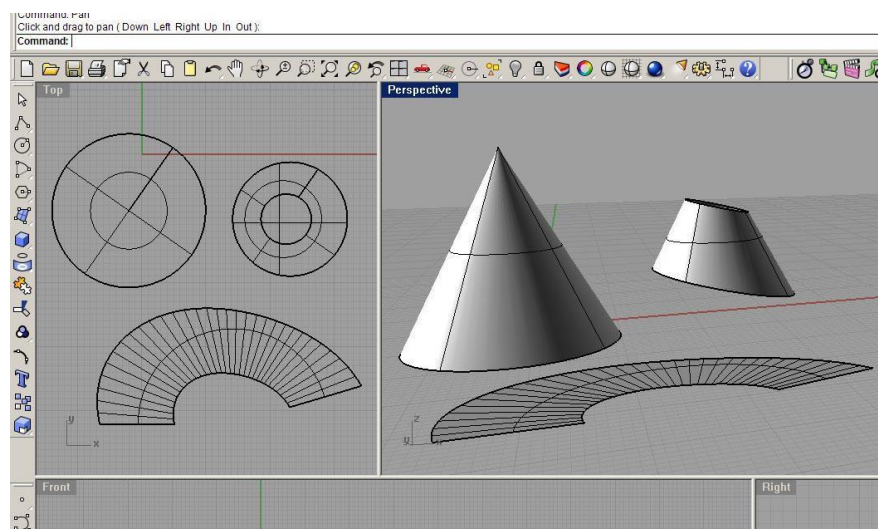 Command: Pan
Click and drag to pan ( Down Left Right Up In Out ):
Command:
Top
Perspective
y
x
z
y
x
Front
Right